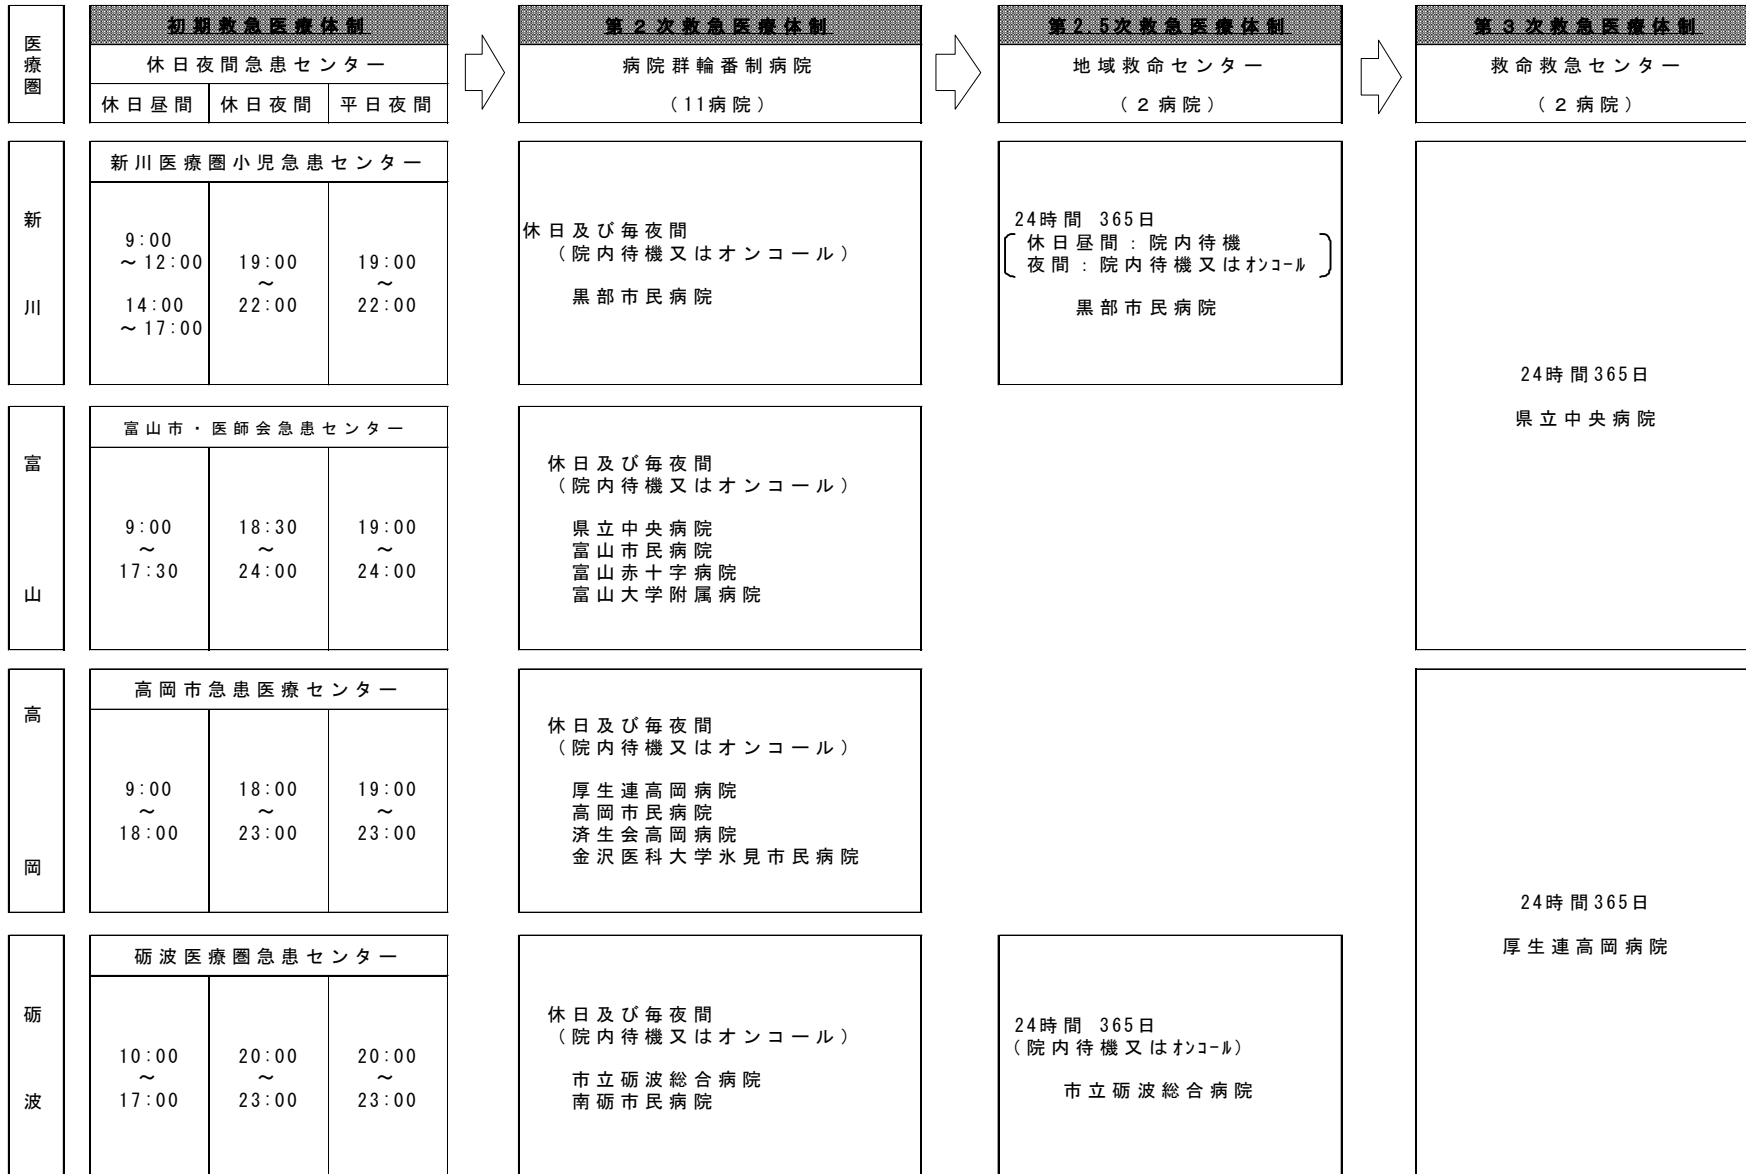 医療圏
初期救急医療体制
休日夜間急患センター
休日昼間 休日夜間 平日夜間
第２次救急医療体制
病院群輪番制病院
（11病院）
第2.5次救急医療体制
地域救命センター
（２病院）
第３次救急医療体制
救命救急センター
（２病院）
新川
新川医療圏小児急患センター
9:00
～12:00
14:00
～17:00
19:00
～
22:00
19:00
～
22:00
休日及び毎夜間
（院内待機又はオンコール）
黒部市民病院
24時間 365日
休日昼間：院内待機
夜間：院内待機又はｵﾝｺｰﾙ
黒部市民病院
24時間365日
県立中央病院
富山
富山市・医師会急患センター
9:00
～
17:30
18:30
～
24:00
19:00
～
24:00
休日及び毎夜間
（院内待機又はオンコール）
県立中央病院
富山市民病院
富山赤十字病院
富山大学附属病院
高岡
高岡市急患医療センター
9:00
～
18:00
18:00
～
23:00
19:00
～
23:00
休日及び毎夜間
（院内待機又はオンコール）
厚生連高岡病院
高岡市民病院
済生会高岡病院
金沢医科大学氷見市民病院
24時間365日
厚生連高岡病院
砺波
砺波医療圏急患センター
10:00
～
17:00
20:00
～
23:00
20:00
～
23:00
休日及び毎夜間
（院内待機又はオンコール）
市立砺波総合病院
南砺市民病院
24時間 365日
（院内待機又はｵﾝｺｰﾙ）
市立砺波総合病院